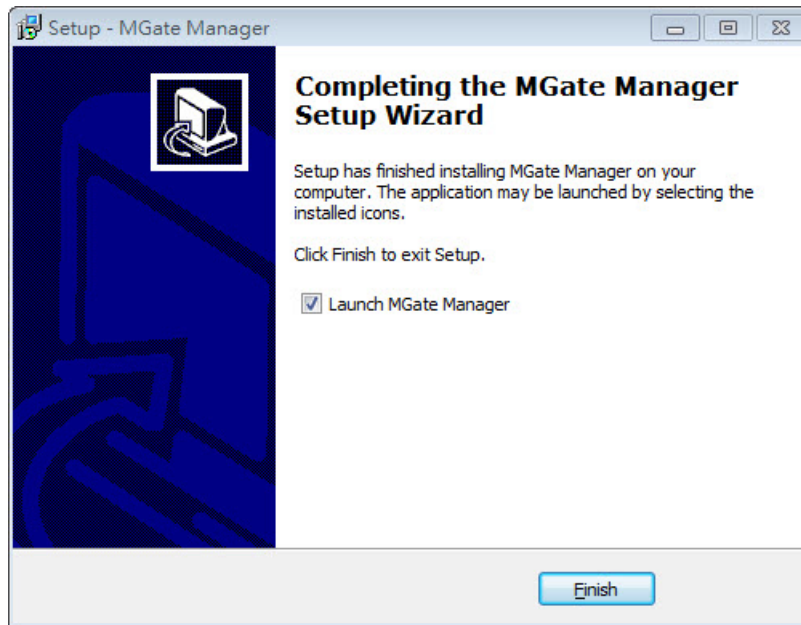 Setup - MGate Manager
Completing the MGate Manager
Setup Wizard
Setup has finished installing MGate Manager on your
computer. The application may be launched by selecting the
installed icons.
Click Finish to exit Setup.
Launch MGate Manager
Finish